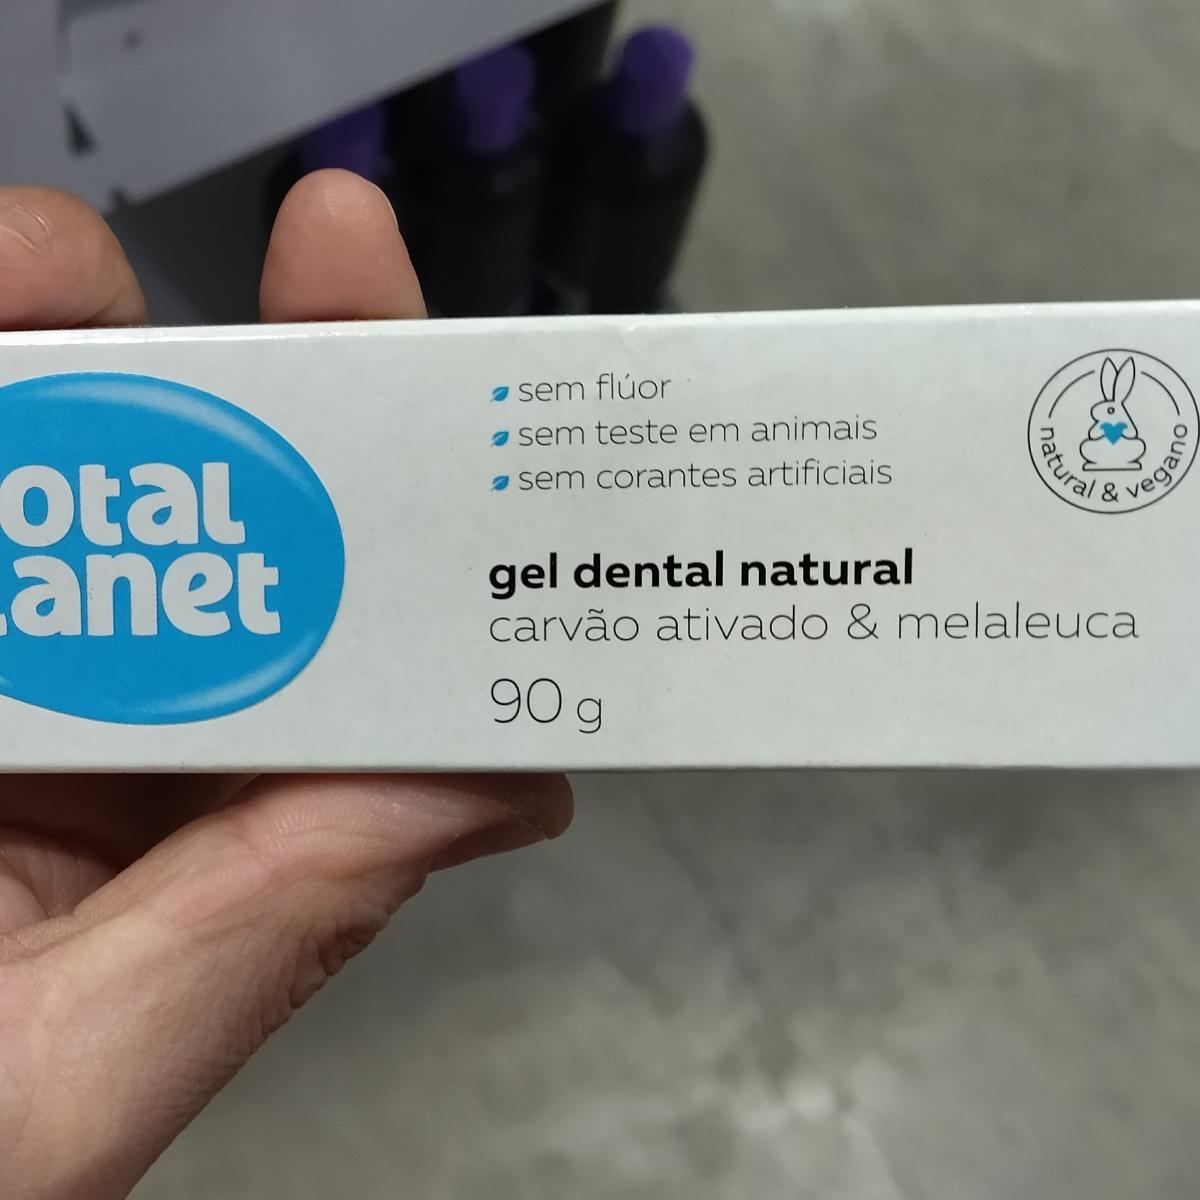 otal
anet
sem flúor
sem teste em animais
sem corantes artificiais
natural & vegano
gel dental natural
carvão ativado & melaleuca
90 g